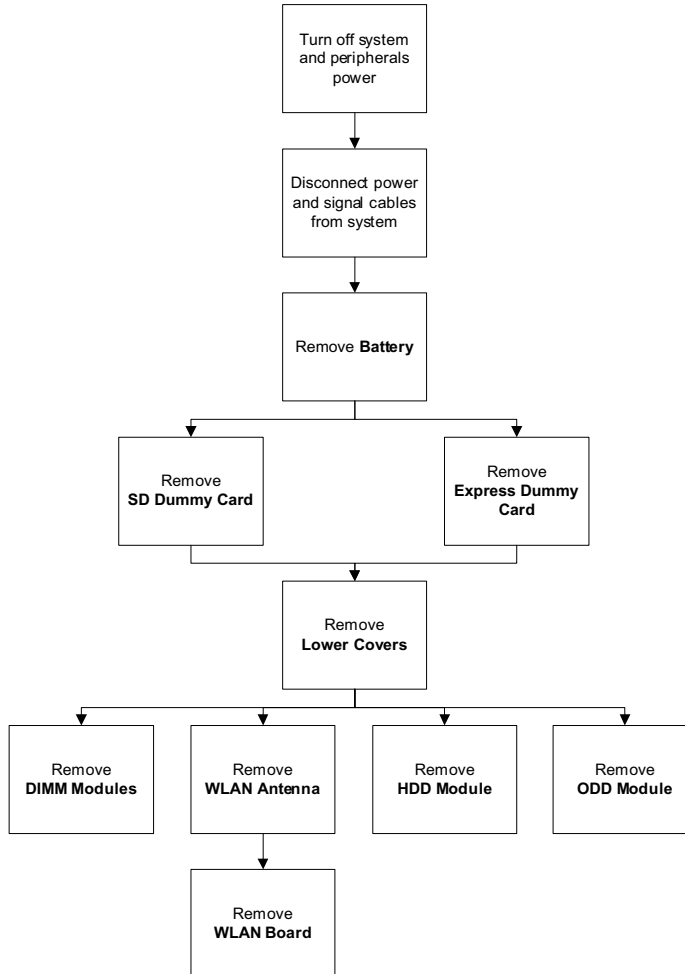 Turn off system
and peripherals
power
Disconnect power
and signal cables
from system
Remove Battery
Remove
SD Dummy Card
Remove
Express Dummy
Card
Remove
Lower Covers
Remove
DIMM Modules
Remove
WLAN Antenna
Remove
HDD Module
Remove
ODD Module
Remove
WLAN Board